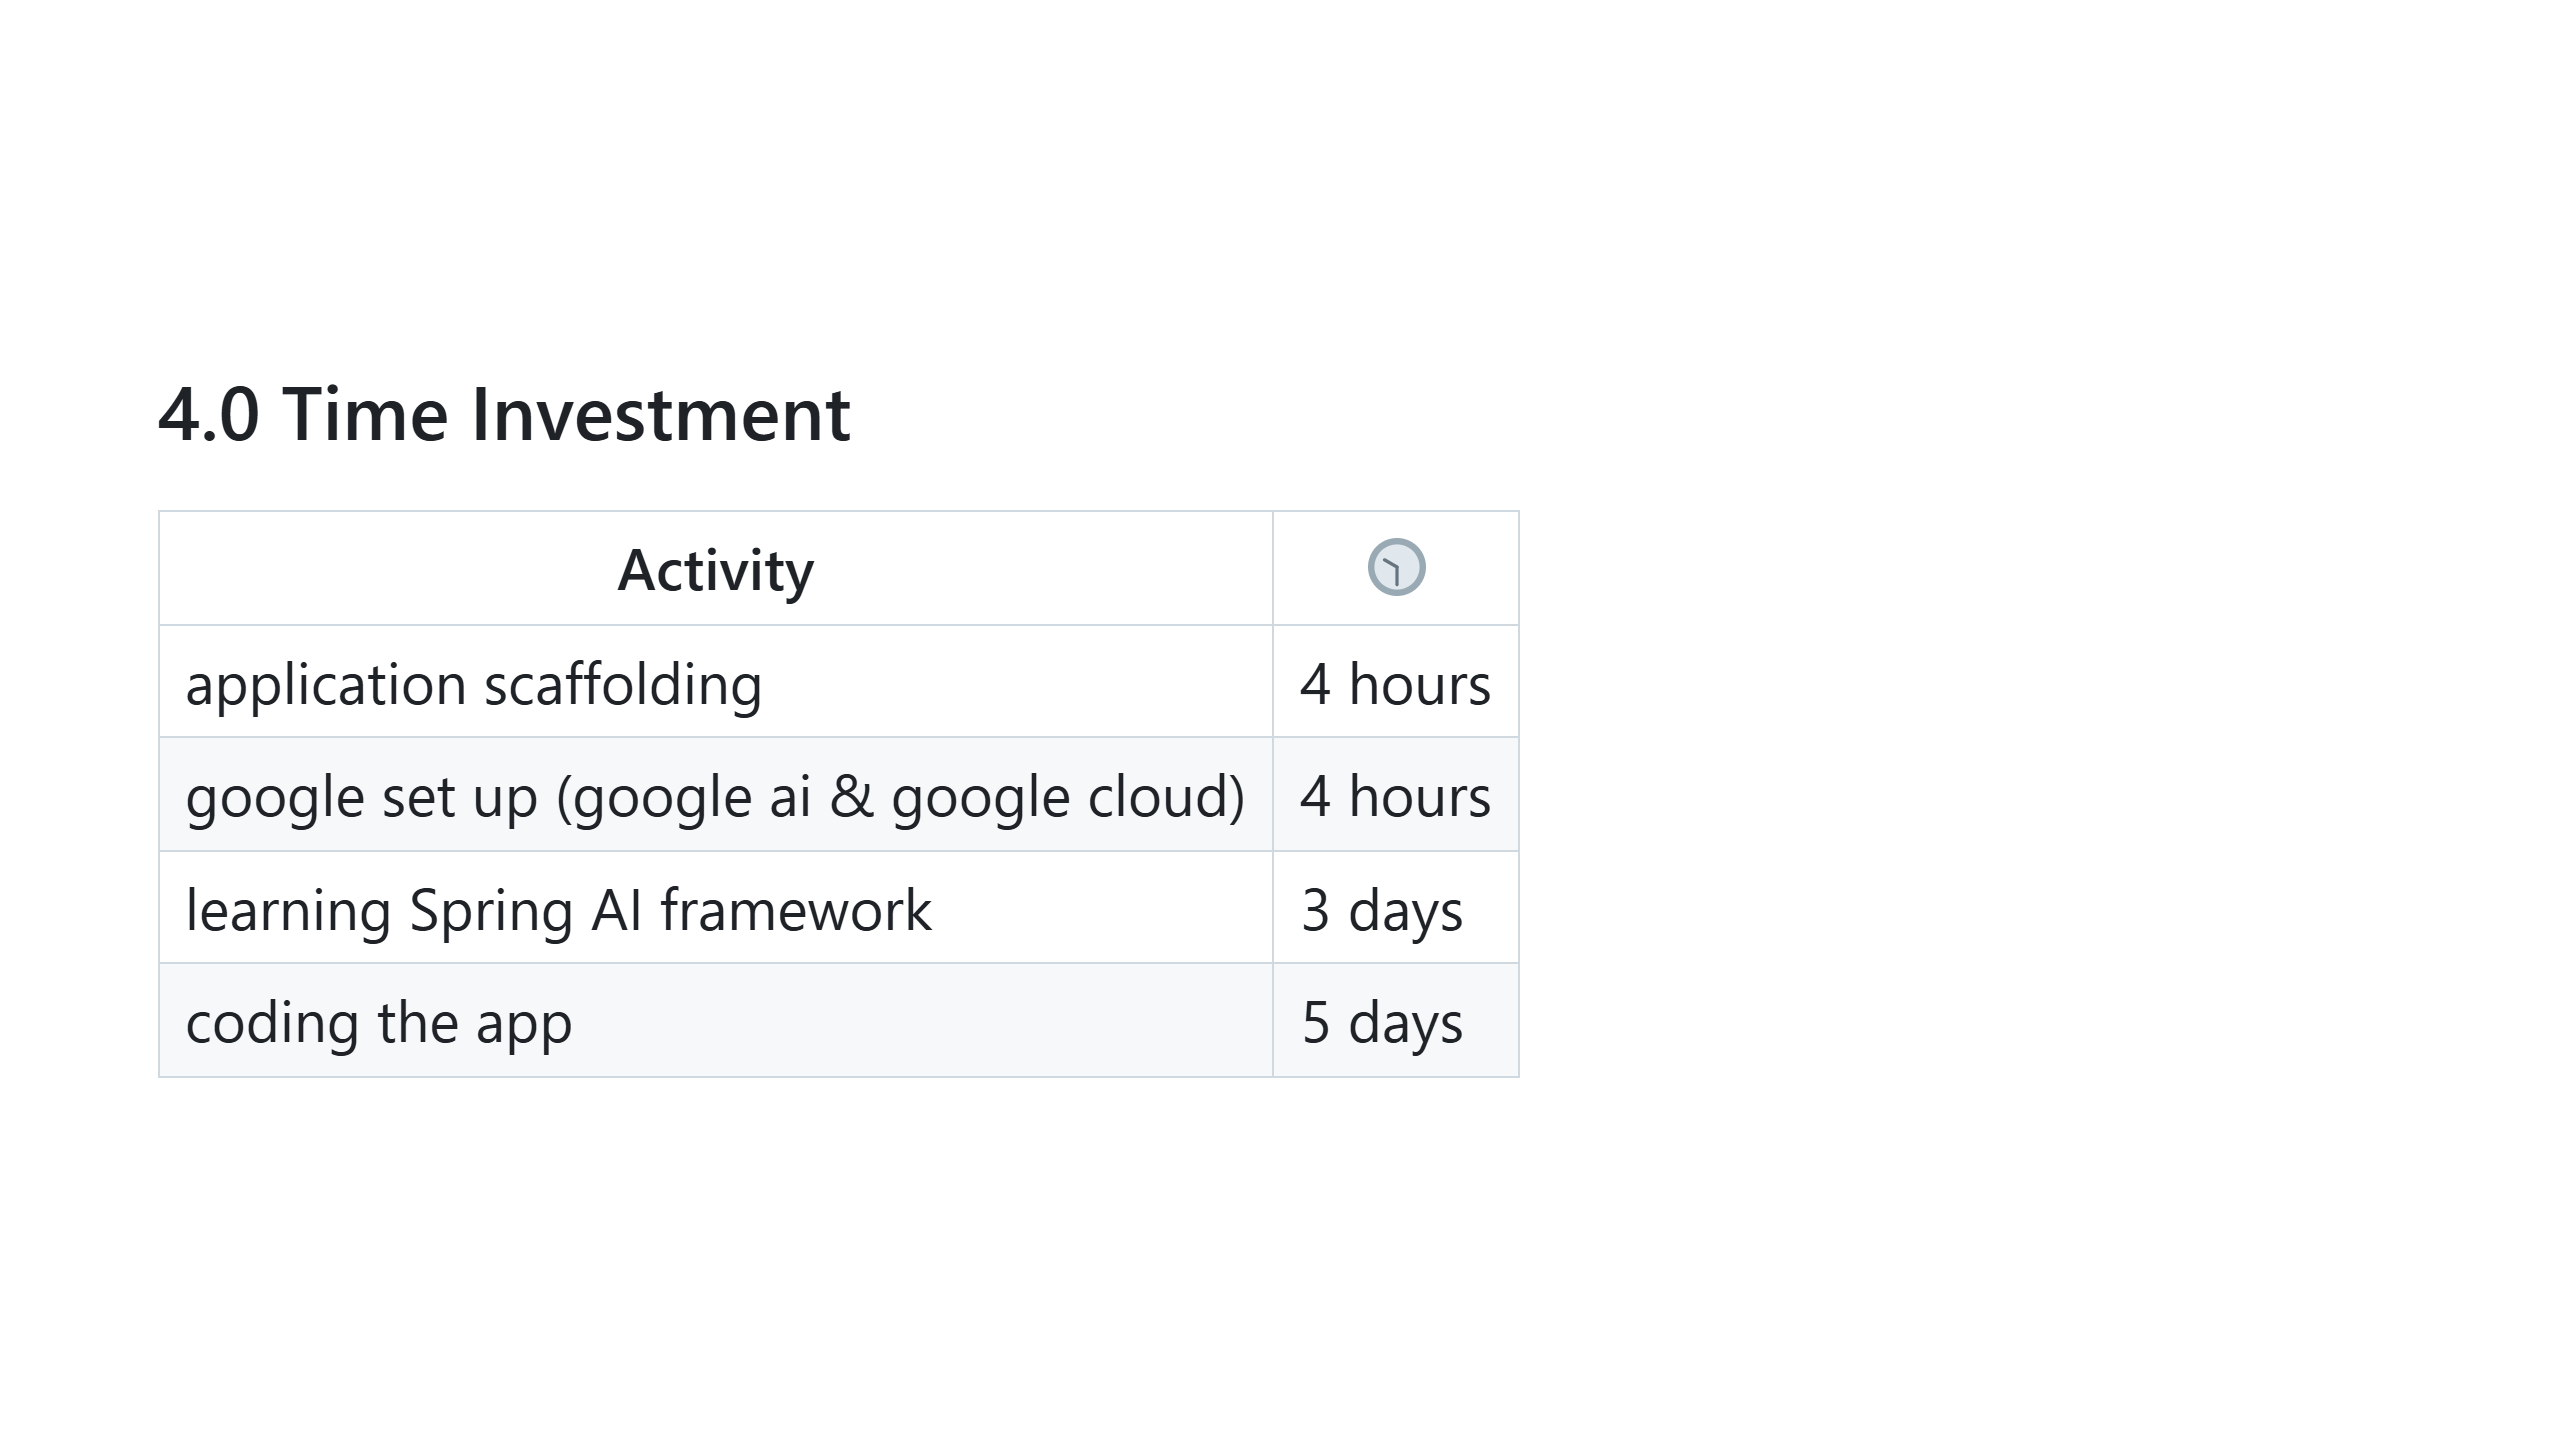 4.0 Time Investment
Activity
application scaffolding 4 hours
google set up (google ai & google cloud) 4 hours
learning Spring AI framework 3 days
coding the app 5 days